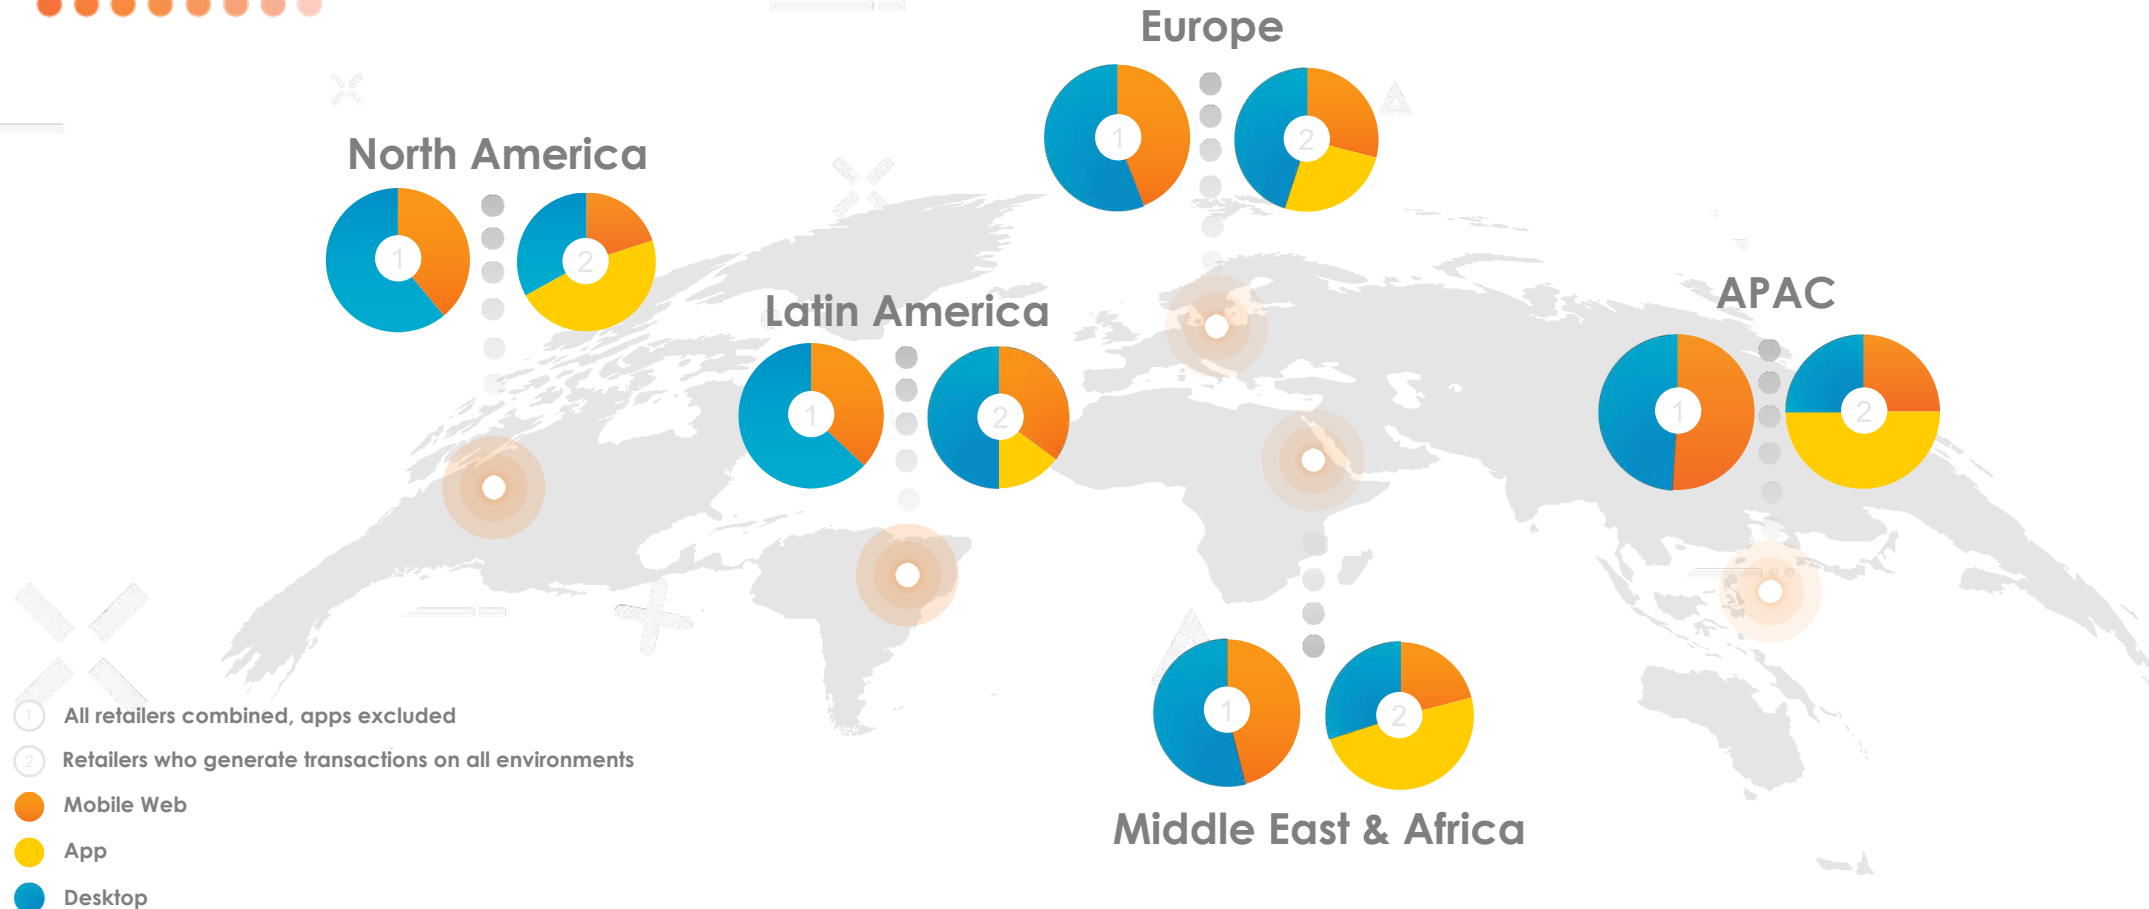 Europe
1
2
North America
1
2
Latin America
1
2
APAC
1
2
1
2
Middle East & Africa
1 All retailers combined, apps excluded
2 Retailers who generate transactions on all environments
Mobile Web
App
Desktop